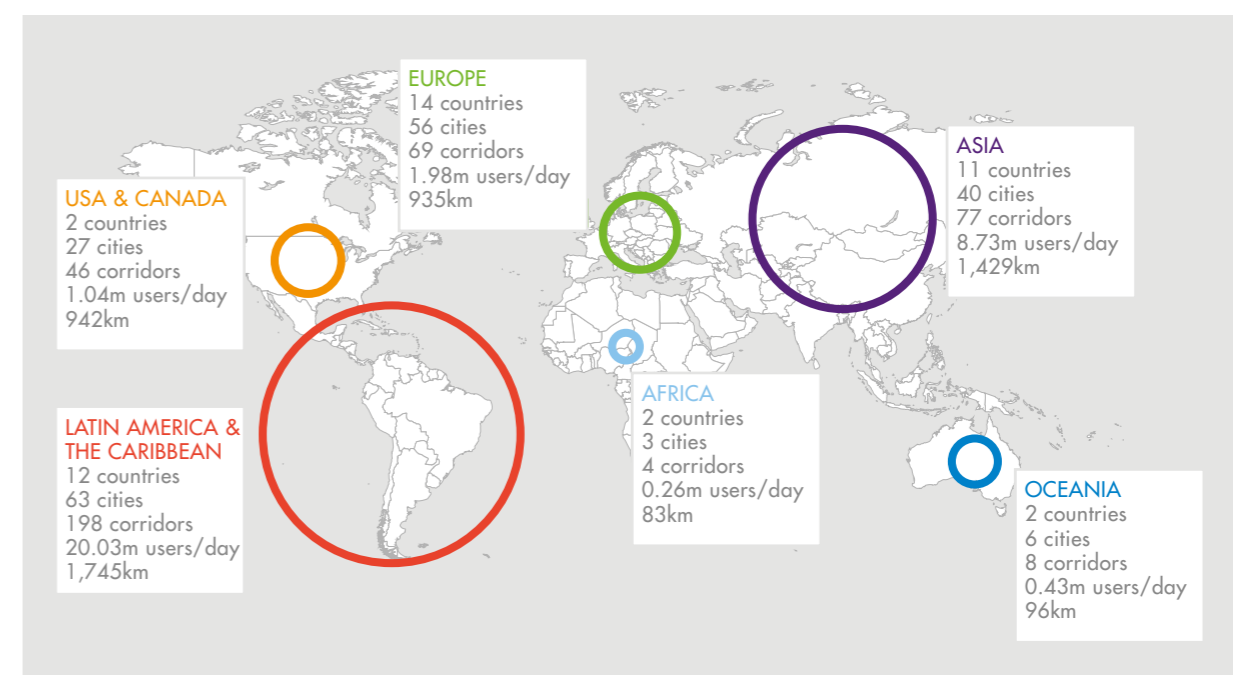 EUROPE
14 countries
56 cities
69 corridors
1.98m users/day
935km
ASIA
11 countries
40 cities
77 corridors
8.73m users/day
1,429km
USA & CANADA
2 countries
27 cities
46 corridors
1.04m users/day
942km
AFRICA
2 countries
3 cities
4 corridors
0.26m users/day
83km
LATIN AMERICA &
THE CARIBBEAN
12 countries
63 cities
198 corridors
20.03m users/day
1,745km
OCEANIA
2 countries
6 cities
8 corridors
0.43m users/day
96km